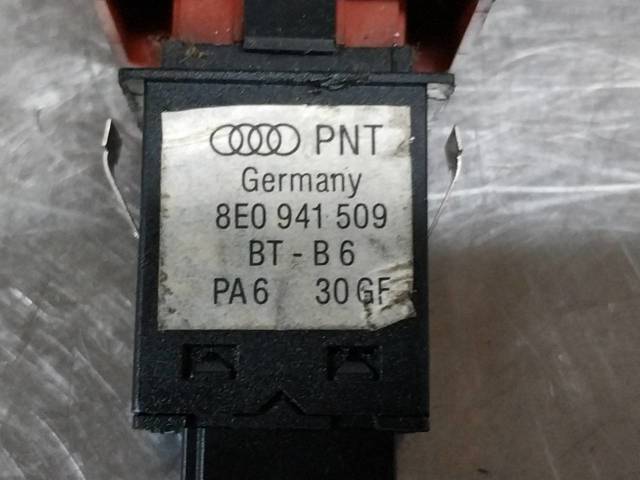 PNT
Germany
8E0 941 509
BT - B 6
PA 6 30 GF